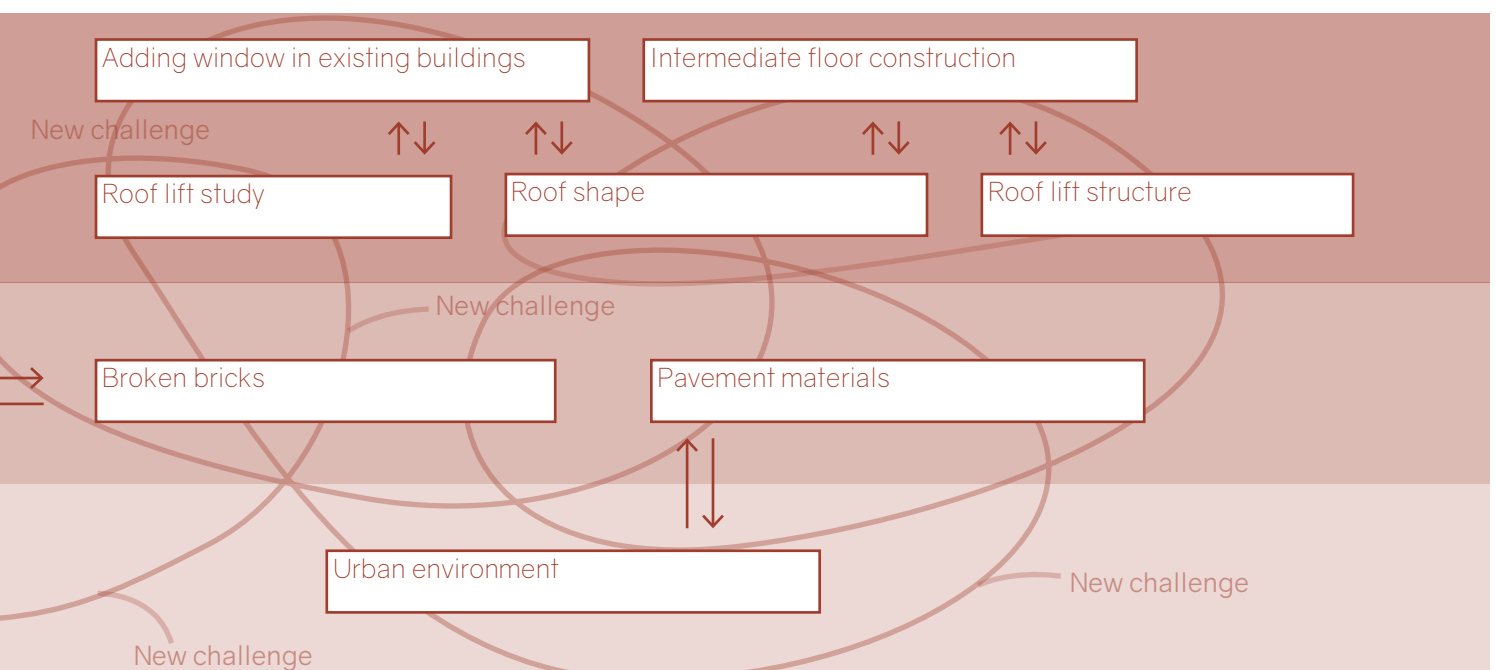 Adding window in existing buildings
Intermediate floor construction
New challenge
Roof lift study
Roof shape
Roof lift structure
New challenge
Broken bricks
Pavement materials
Urban environment
New challenge
New challenge